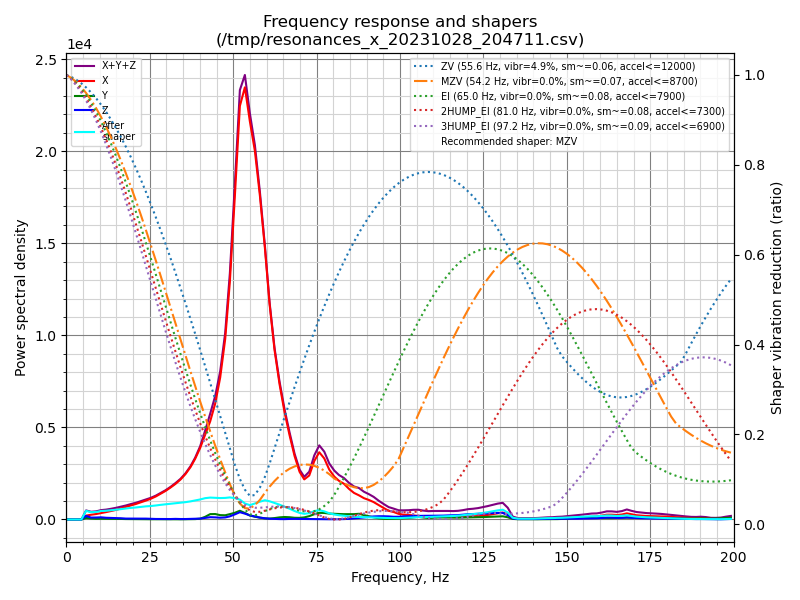 Frequency response and shapers
(/tmp/resonances_x_20231028_204711.csv)
1e4
X+Y+Z
X
Y
Z
After
shaper
ZV (55.6 Hz, vibr=4.9%, sm~=0.06, accel<=12000)
MZV (54.2 Hz, vibr=0.0%, sm~=0.07, accel<=8700)
EI (65.0 Hz, vibr=0.0%, sm~=0.08, accel<=7900)
2HUMP_EI (81.0 Hz, vibr=0.0%, sm~=0.08, accel<=7300)
3HUMP_EI (97.2 Hz, vibr=0.0%, sm~=0.09, accel<=6900)
Recommended shaper: MZV
2.5
2.0
1.5
1.0
0.5
0.0
Power spectral density
1.0
0.8
0.6
0.4
0.2
0.0
Shaper vibration reduction (ratio)
0 25 50 75 100 125 150 175 200
Frequency, Hz